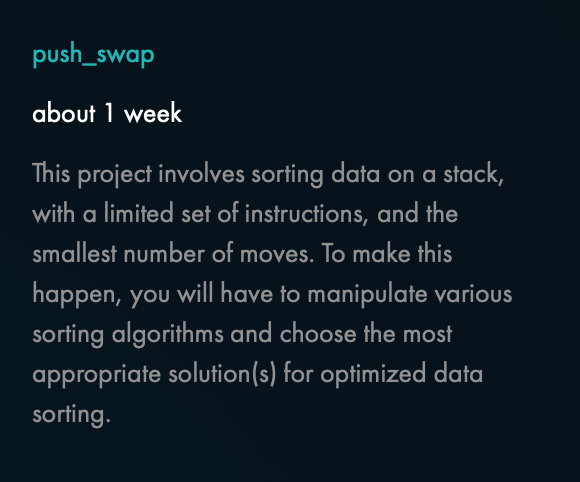 push_swap
about 1 week
This project involves sorting data on a stack,
with a limited set of instructions, and the
smallest number of moves. To make this
happen, you will have to manipulate various
sorting algorithms and choose the most
appropriate solution(s) for optimized data
sorting.